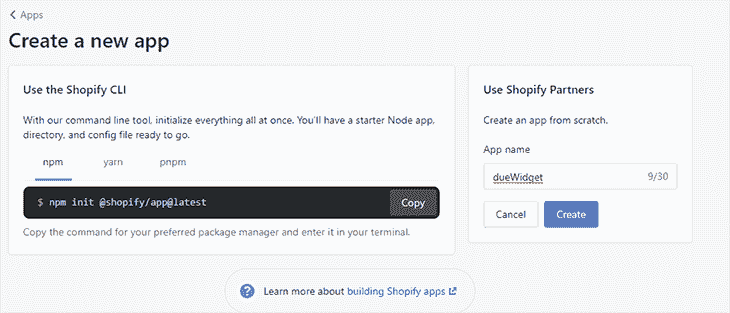 Apps
Create a new app
Use the Shopify CLI
With our command line tool, initialize everything all at once. You'll have a starter Node app,
directory, and config file ready to go.
npm yarn pnpm
$ npm init @shopify/app@latest Copy
Copy the command for your preferred package manager and enter it in your terminal.
Use Shopify Partners
Create an app from scratch.
App name
dueWidget 9/30
Cancel Create
? Learn more about building Shopify apps